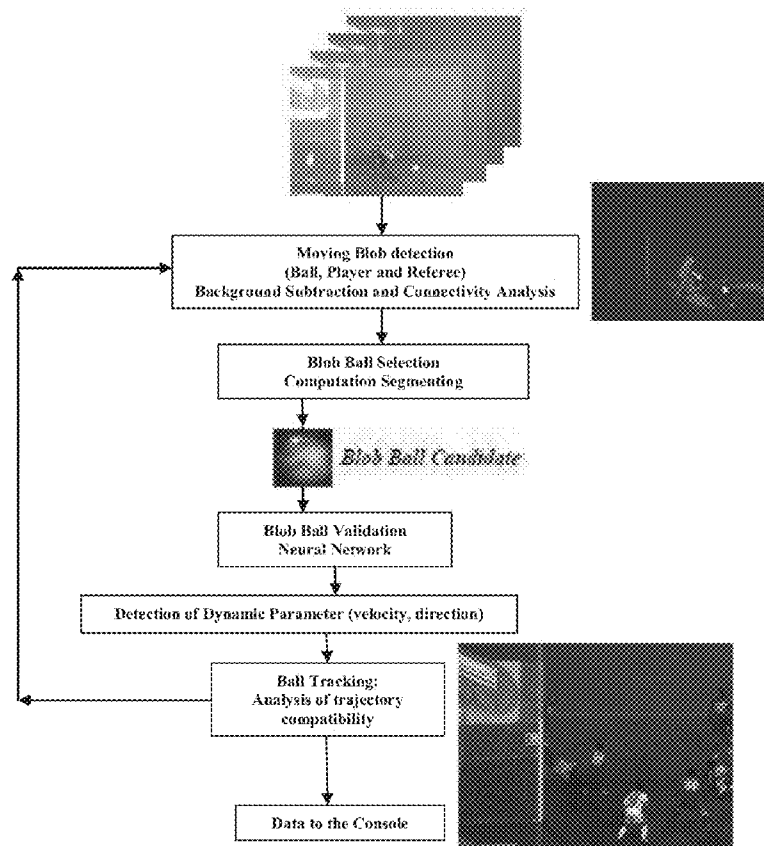 Moving Blob detection
(Ball, Player and Referee)
Background Subtraction and Connectivity Analysis
Blob Ball Selection
Computation Segmenting
Blob Ball Candidate
Blob Ball Validation
Neural Network
Detection of Dynamic Parameter (velocity, direction)
Ball Tracking:
Analysis of trajectory
compatibility
Data to the Console